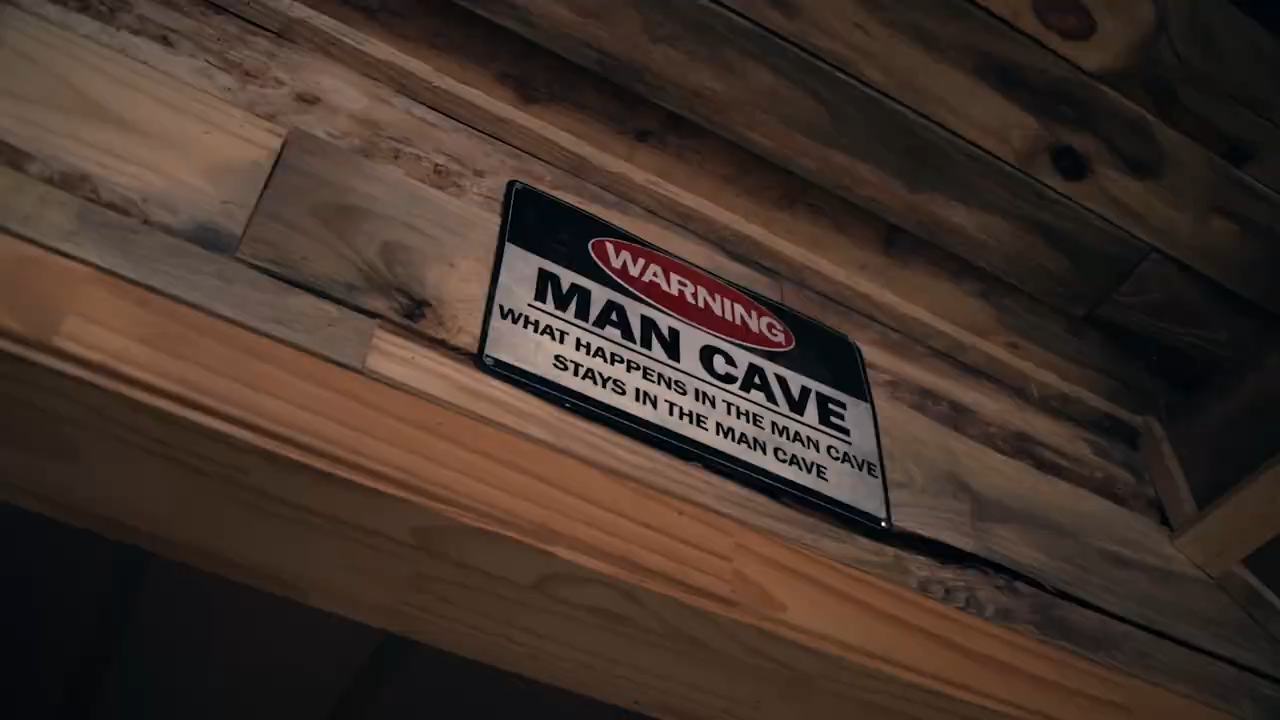 WARNING
MAN CAVE
WHAT HAPPENS IN THE MAN CAVE
STAYS IN THE MAN CAVE